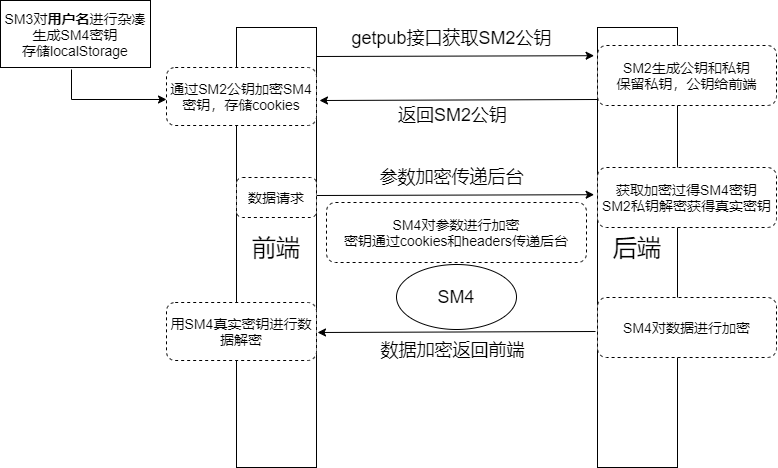 SM3对用户名进行杂凑
生成SM4密钥
存储localStorage
getpub接口获取SM2公钥
通过SM2公钥加密SM4
密钥，存储cookies
SM2生成公钥和私钥
保留私钥，公钥给前端
返回SM2公钥
参数加密传递后台
数据请求
获取加密过得SM4密钥
SM2私钥解密获得真实密钥
SM4对参数进行加密
密钥通过cookies和headers传递后台
前端
后端
SM4
用SM4真实密钥进行数
据解密
SM4对数据进行加密
数据加密返回前端